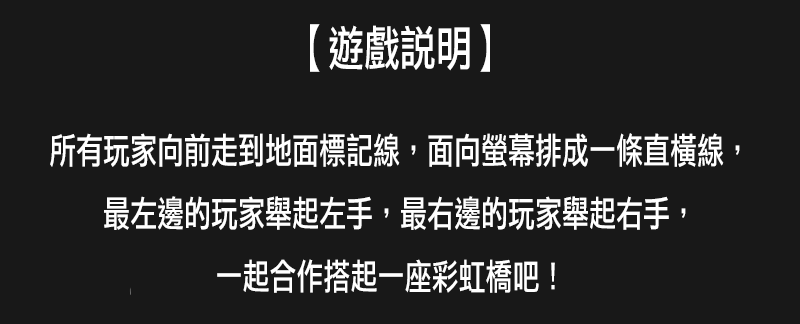 【遊戲説明】
所有玩家向前走到地面標記線，面向螢幕排成一條直橫線，
最左邊的玩家舉起左手，最右邊的玩家舉起右手，
一起合作搭起一座彩虹橋吧！